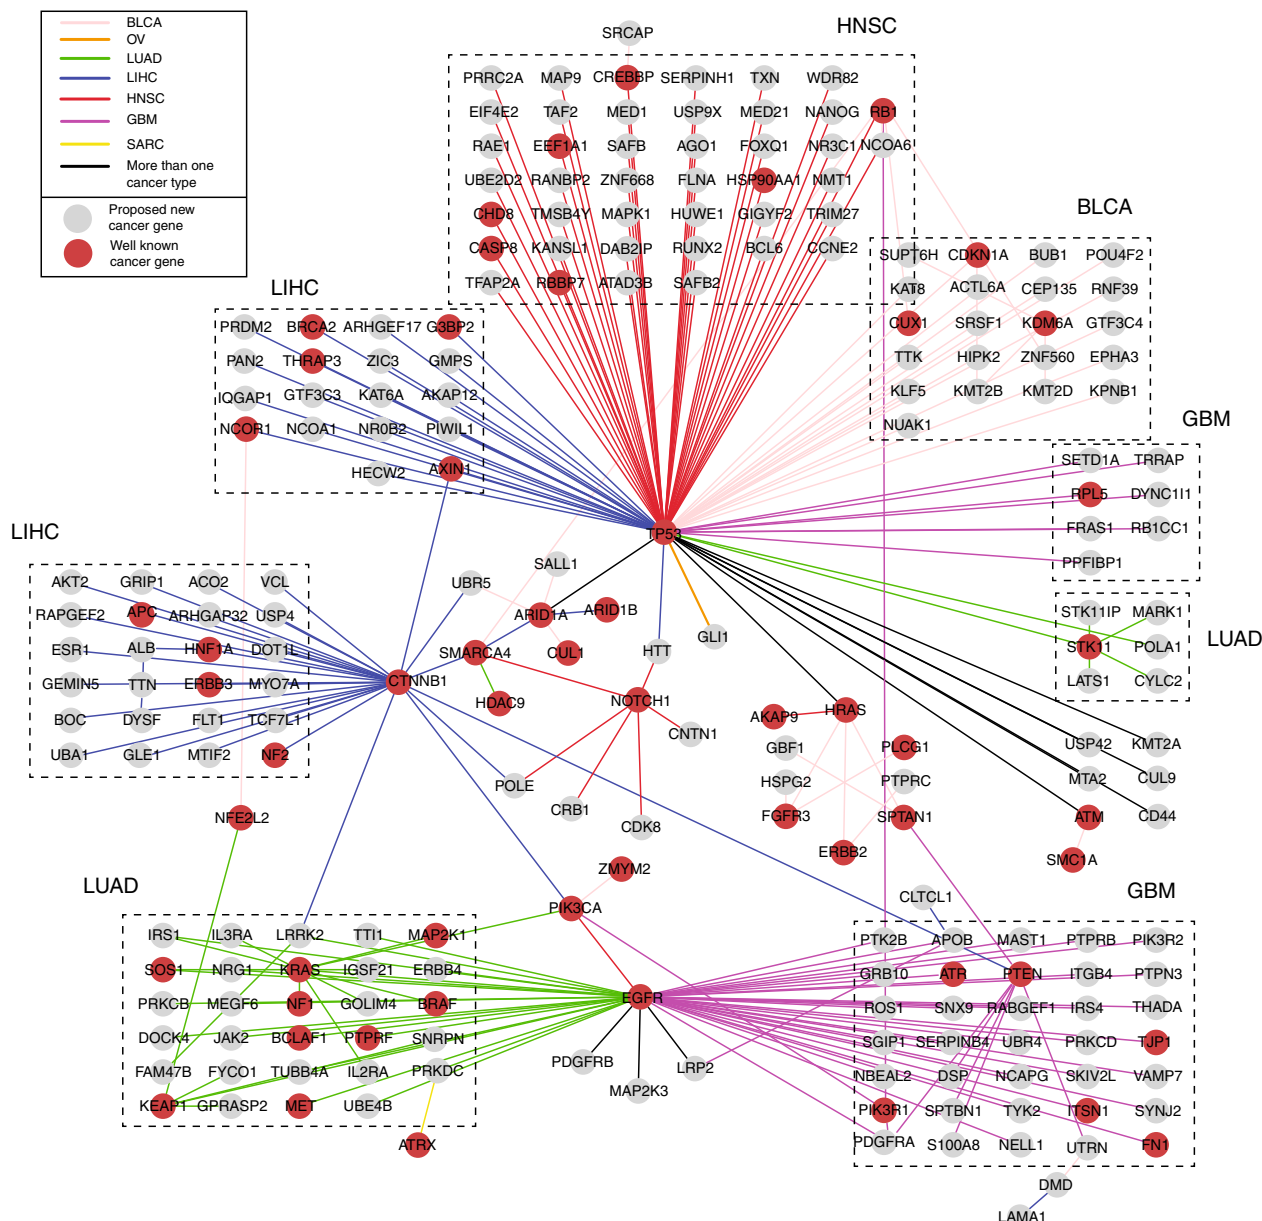 BLCA
OV
LUAD
LIHC
HNSC
GBM
SARC
More than one
cancer type
Proposed new
cancer gene
Well known
cancer gene
SRCAP
HNSC
PRRC2A MAP9 CREBBP SERPINH1 TXN WDR82
EIF4E2 TAF2 MED1 USP9X MED21 NANOG RB1
RAE1 EEF1A1 SAFB AGO1 FOXQ1 NR3C1 NCOA6
UBE2D2 RANBP2 ZNF668 FLNA HSP90AA1 NMT1
CHD8 TMSB4Y MAPK1 HUWE1 GIGYF2 TRIM27
CASP8 KANSL1 DAB2IP RUNX2 BCL6 CCNE2
TFAP2A RBBP7 ATAD3B SAFB2
BLCA
SUPT6H CDKN1A BUB1 POU4F2
KAT8 ACTL6A CEP135 RNF39
CUX1 SRSF1 KDM6A GTF3C4
TTK HIPK2 ZNF560 EPHA3
KLF5 KMT2B KMT2D KPNB1
NUAK1
LIHC
PRDM2 BRCA2 ARHGEF17 G3BP2
PAN2 THRAP3 ZIC3 GMPS
IQGAP1 GTF3C3 KAT6A AKAP12
NCOR1 NCOA1 NR0B2 PIWIL1
HECW2 AXIN1
GBM
SETD1A TRRAP
RPL5 DYNC1I1
FRAS1 RB1CC1
PPFIBP1
TP53
LIHC
AKT2 GRIP1 ACO2 VCL
RAPGEF2 APC ARHGAP32 USP4
ESR1 ALB HNF1A DOT1L
GEMIN5 TTN ERBB3 MYO7A
BOC DYSF FLT1 TCF7L1
UBA1 GLE1 MTIF2 NF2
SALL1
UBR5
ARID1A ARID1B
SMARCA4 CUL1 HTT GLI1
CTNNB1
HDAC9 NOTCH1
CNTN1
POLE
CRB1
CDK8
LUAD
STK11IP MARK1
STK11 POLA1
LATS1 CYLC2
AKAP9 HRAS
GBF1 PLCG1
HSPG2 PTPRC
FGFR3 SPTAN1
ERBB2
USP42 KMT2A
MTA2 CUL9
ATM CD44
SMC1A
NFE2L2
ZMYM2
PIK3CA
CLTCL1
LUAD
IRS1 IL3RA LRRK2 TTI1 MAP2K1
SOS1 NRG1 KRAS IGSF21 ERBB4
PRKCB MEGF6 NF1 GOLIM4 BRAF
DOCK4 JAK2 BCLAF1 PTPRF SNRPN
FAM47B FYCO1 TUBB4A IL2RA PRKDC
KEAP1 GPRASP2 MET UBE4B
ATRX
EGFR
PDGFRB
MAP2K3
LRP2
GBM
PTK2B APOB MAST1 PTPRB PIK3R2
GRB10 ATR PTEN ITGB4 PTPN3
ROS1 SNX9 RABGEF1 IRS4 THADA
SGIP1 SERPINB4 UBR4 PRKCD TJP1
NBEAL2 DSP NCAPG SKIV2L VAMP7
PIK3R1 SPTBN1 TYK2 ITSN1 SYNJ2
PDGFRA S100A8 NELL1 UTRN FN1
DMD
LAMA1